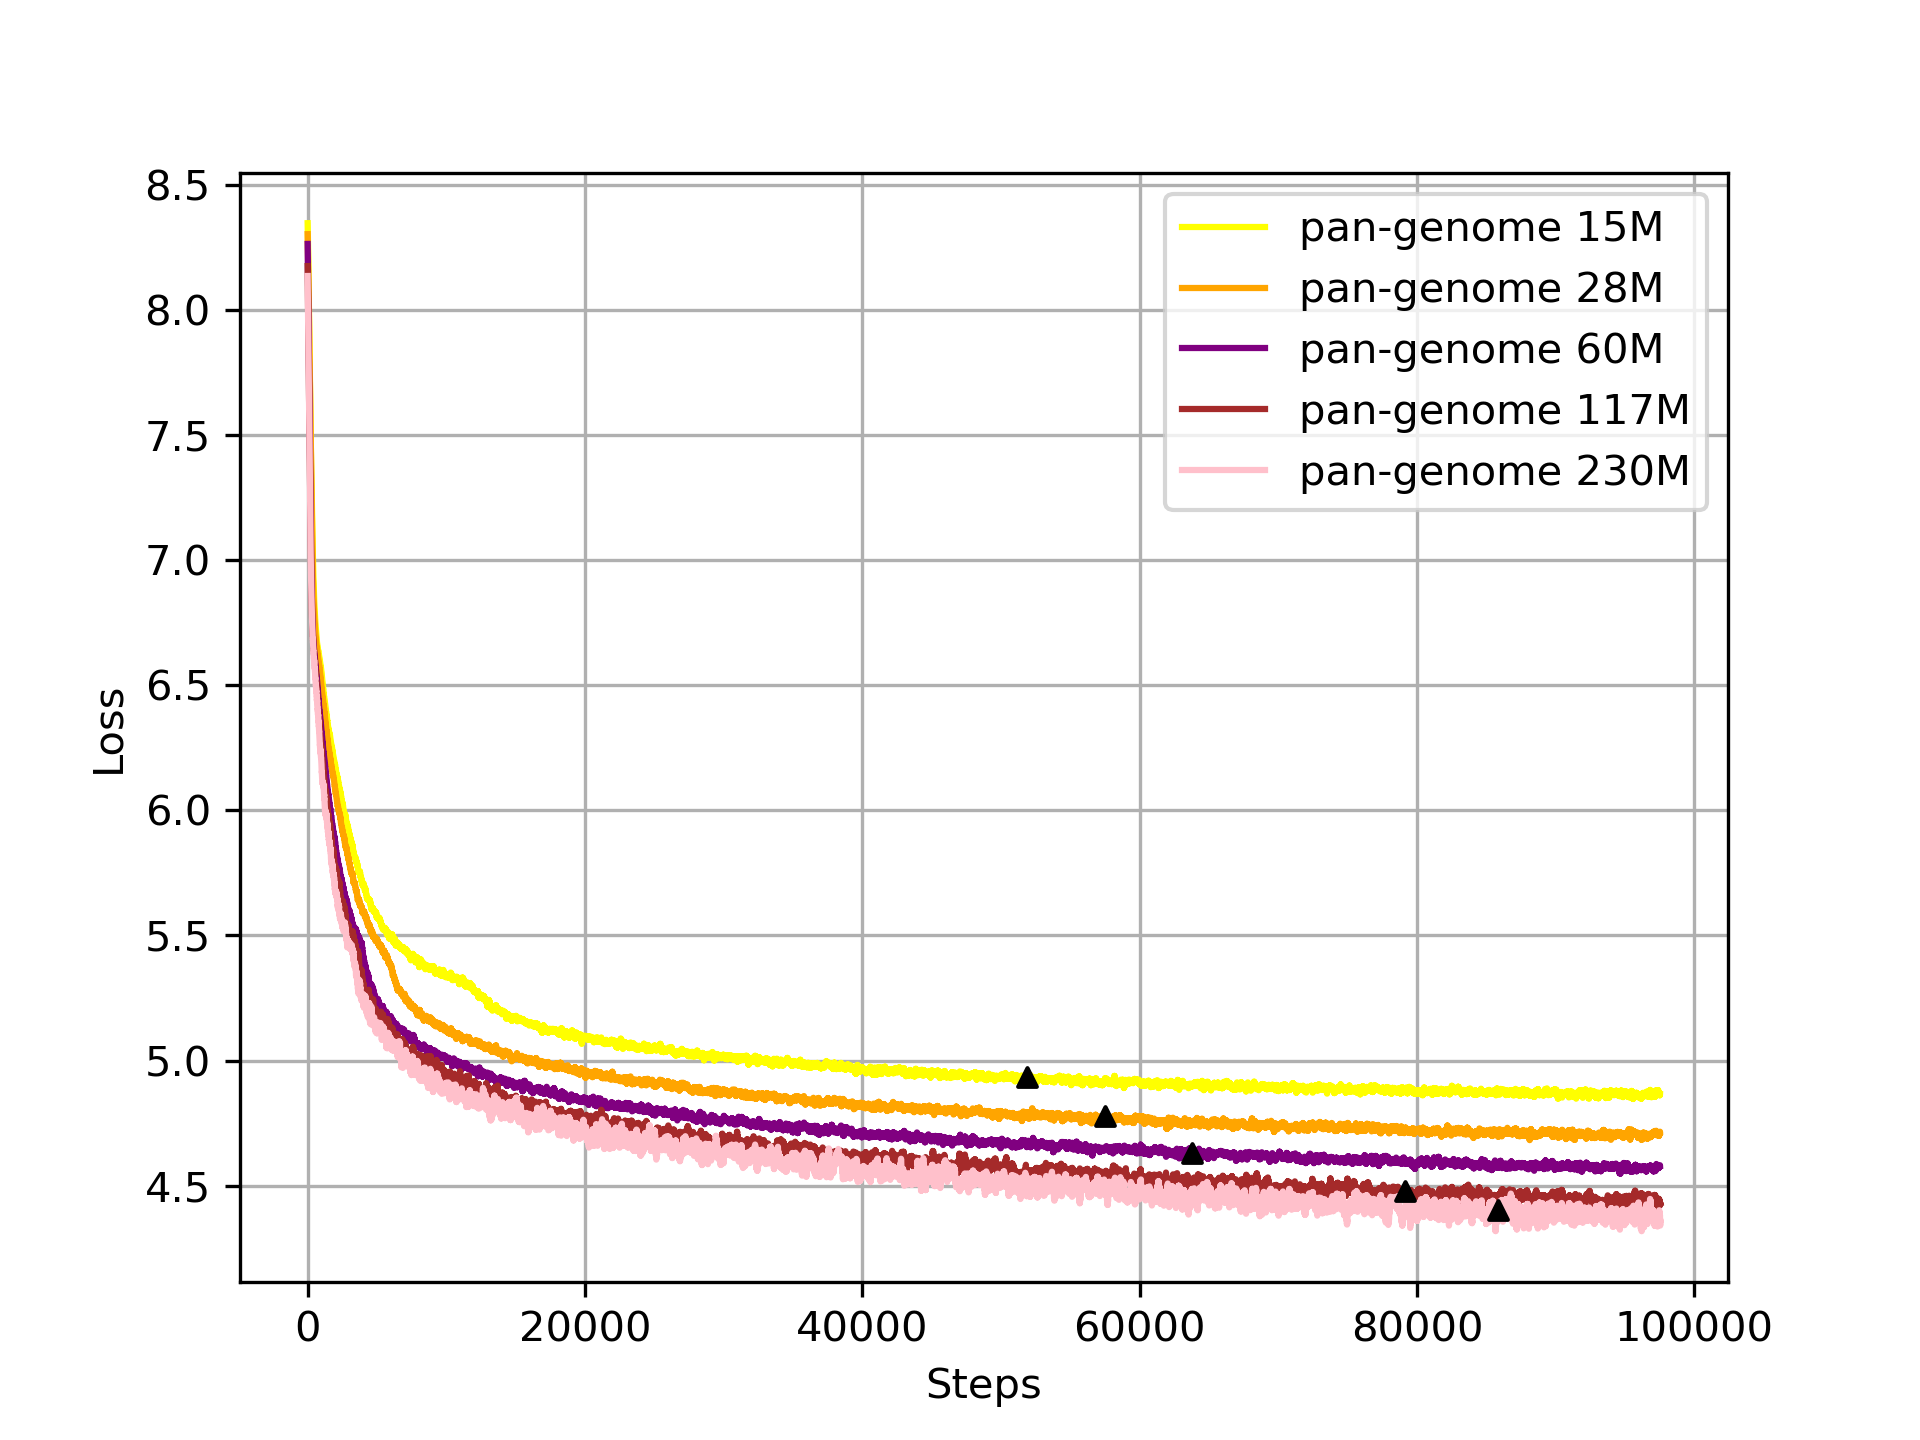 8.5
8.0
7.5
7.0
6.5
6.0
5.5
5.0
4.5
Loss
0
20000
40000
60000
80000
100000
Steps
pan-genome 15M
pan-genome 28M
pan-genome 60M
pan-genome 117M
pan-genome 230M